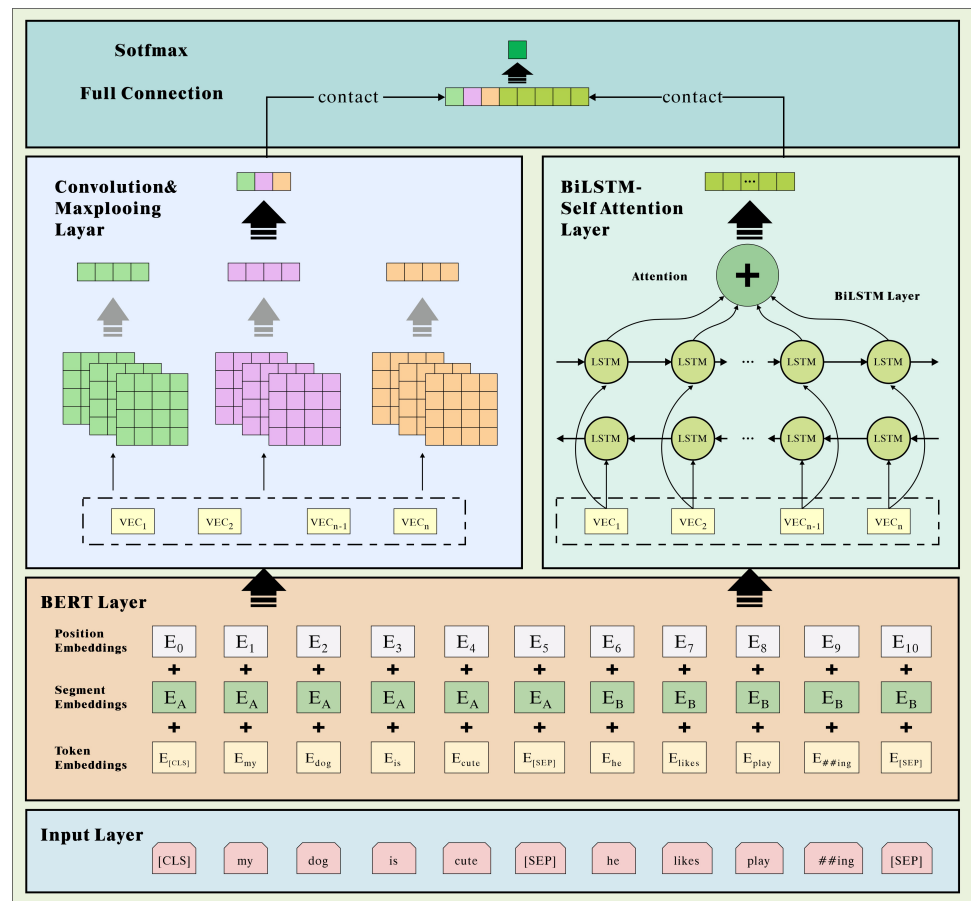 Sotfmax
Full Connection
contact
contact
Convolution&
Maxplooing
Layar
BiLSTM-
Self Attention
Layer
...
Attention
+
BiLSTM Layer
LSTM LSTM ... LSTM LSTM
LSTM LSTM ... LSTM LSTM
VEC1 VEC2 VECn-1 VECn
VEC1 VEC2 VECn-1 VECn
BERT Layer
Position
Embeddings
E0 E1 E2 E3 E4 E5 E6 E7 E8 E9 E10
+ + + + + + + + + + +
Segment
Embeddings
EA EA EA EA EA EA EB EB EB EB EB
+ + + + + + + + + + +
Token
Embeddings
E[CLS] Emy Edog Eis Ecute E[SEP] Ehe Elikes Eplay E##ing E[SEP]
Input Layer
[CLS] my dog is cute [SEP] he likes play ##ing [SEP]